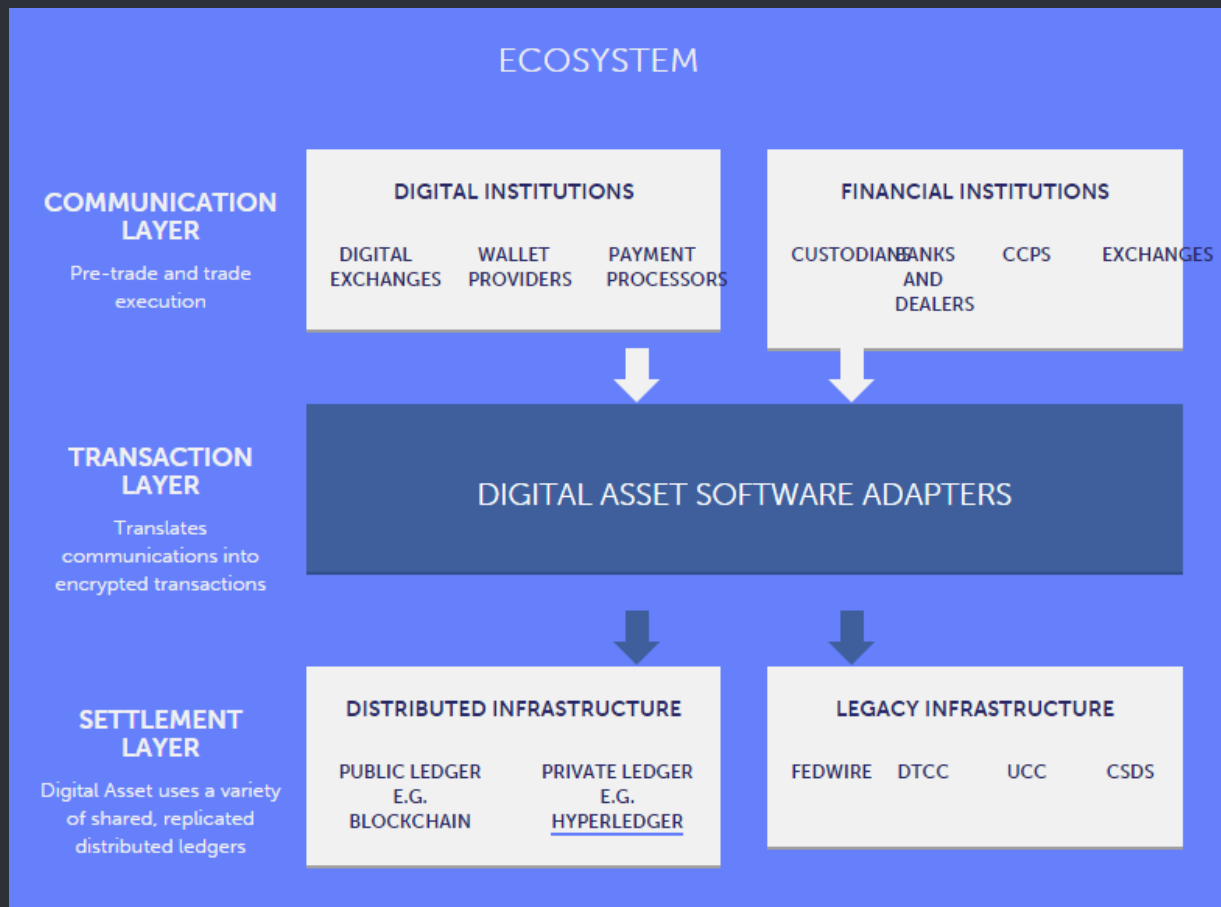 ECOSYSTEM
COMMUNICATION
LAYER
Pre-trade and trade
execution
DIGITAL INSTITUTIONS
DIGITAL
EXCHANGES
WALLET
PROVIDERS
PAYMENT
PROCESSORS
FINANCIAL INSTITUTIONS
CUSTODIANS
BANKS
AND
DEALERS
CCPS
EXCHANGES
TRANSACTION
LAYER
Translates
communications into
encrypted transactions
DIGITAL ASSET SOFTWARE ADAPTERS
SETTLEMENT
LAYER
Digital Asset uses a variety
of shared, replicated
distributed ledgers
DISTRIBUTED INFRASTRUCTURE
PUBLIC LEDGER
E.G.
BLOCKCHAIN
PRIVATE LEDGER
E.G.
HYPERLEDGER
LEGACY INFRASTRUCTURE
FEDWIRE
DTCC
UCC
CSDS